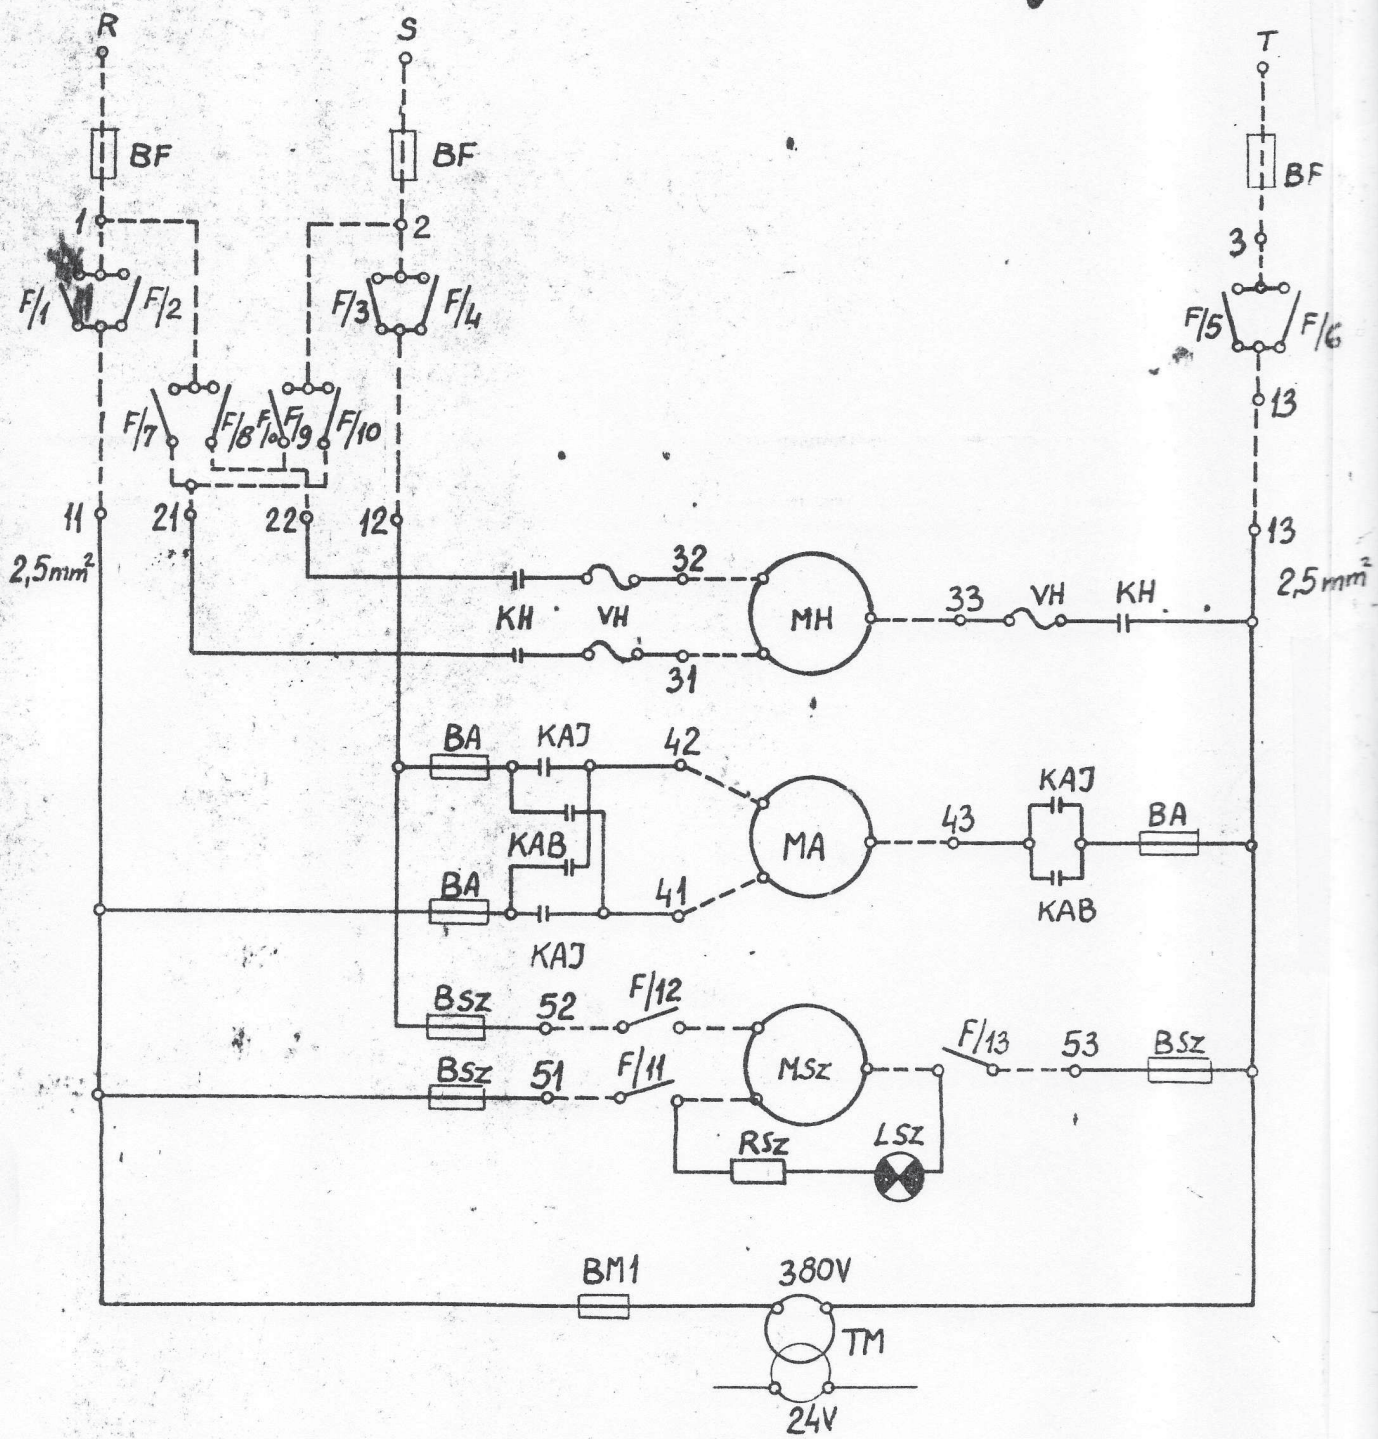 R S T
BF BF BF
1 2 3
F/1 F/2 F/3 F/4 F/5 F/6
13
F/7 F/8 F/9 F/10
11 21 22 12 13
2,5mm² 2,5mm²
32 33 VH KH
KH VH MH
31
BA KAJ 42 KAJ
43 BA
KAB MA
BA 41 KAB
KAJ
BSZ 52 F/12
F/13 53 BSZ
BSZ 51 F/11 MSZ
RSZ LSZ
BM1 380V
TM
24V